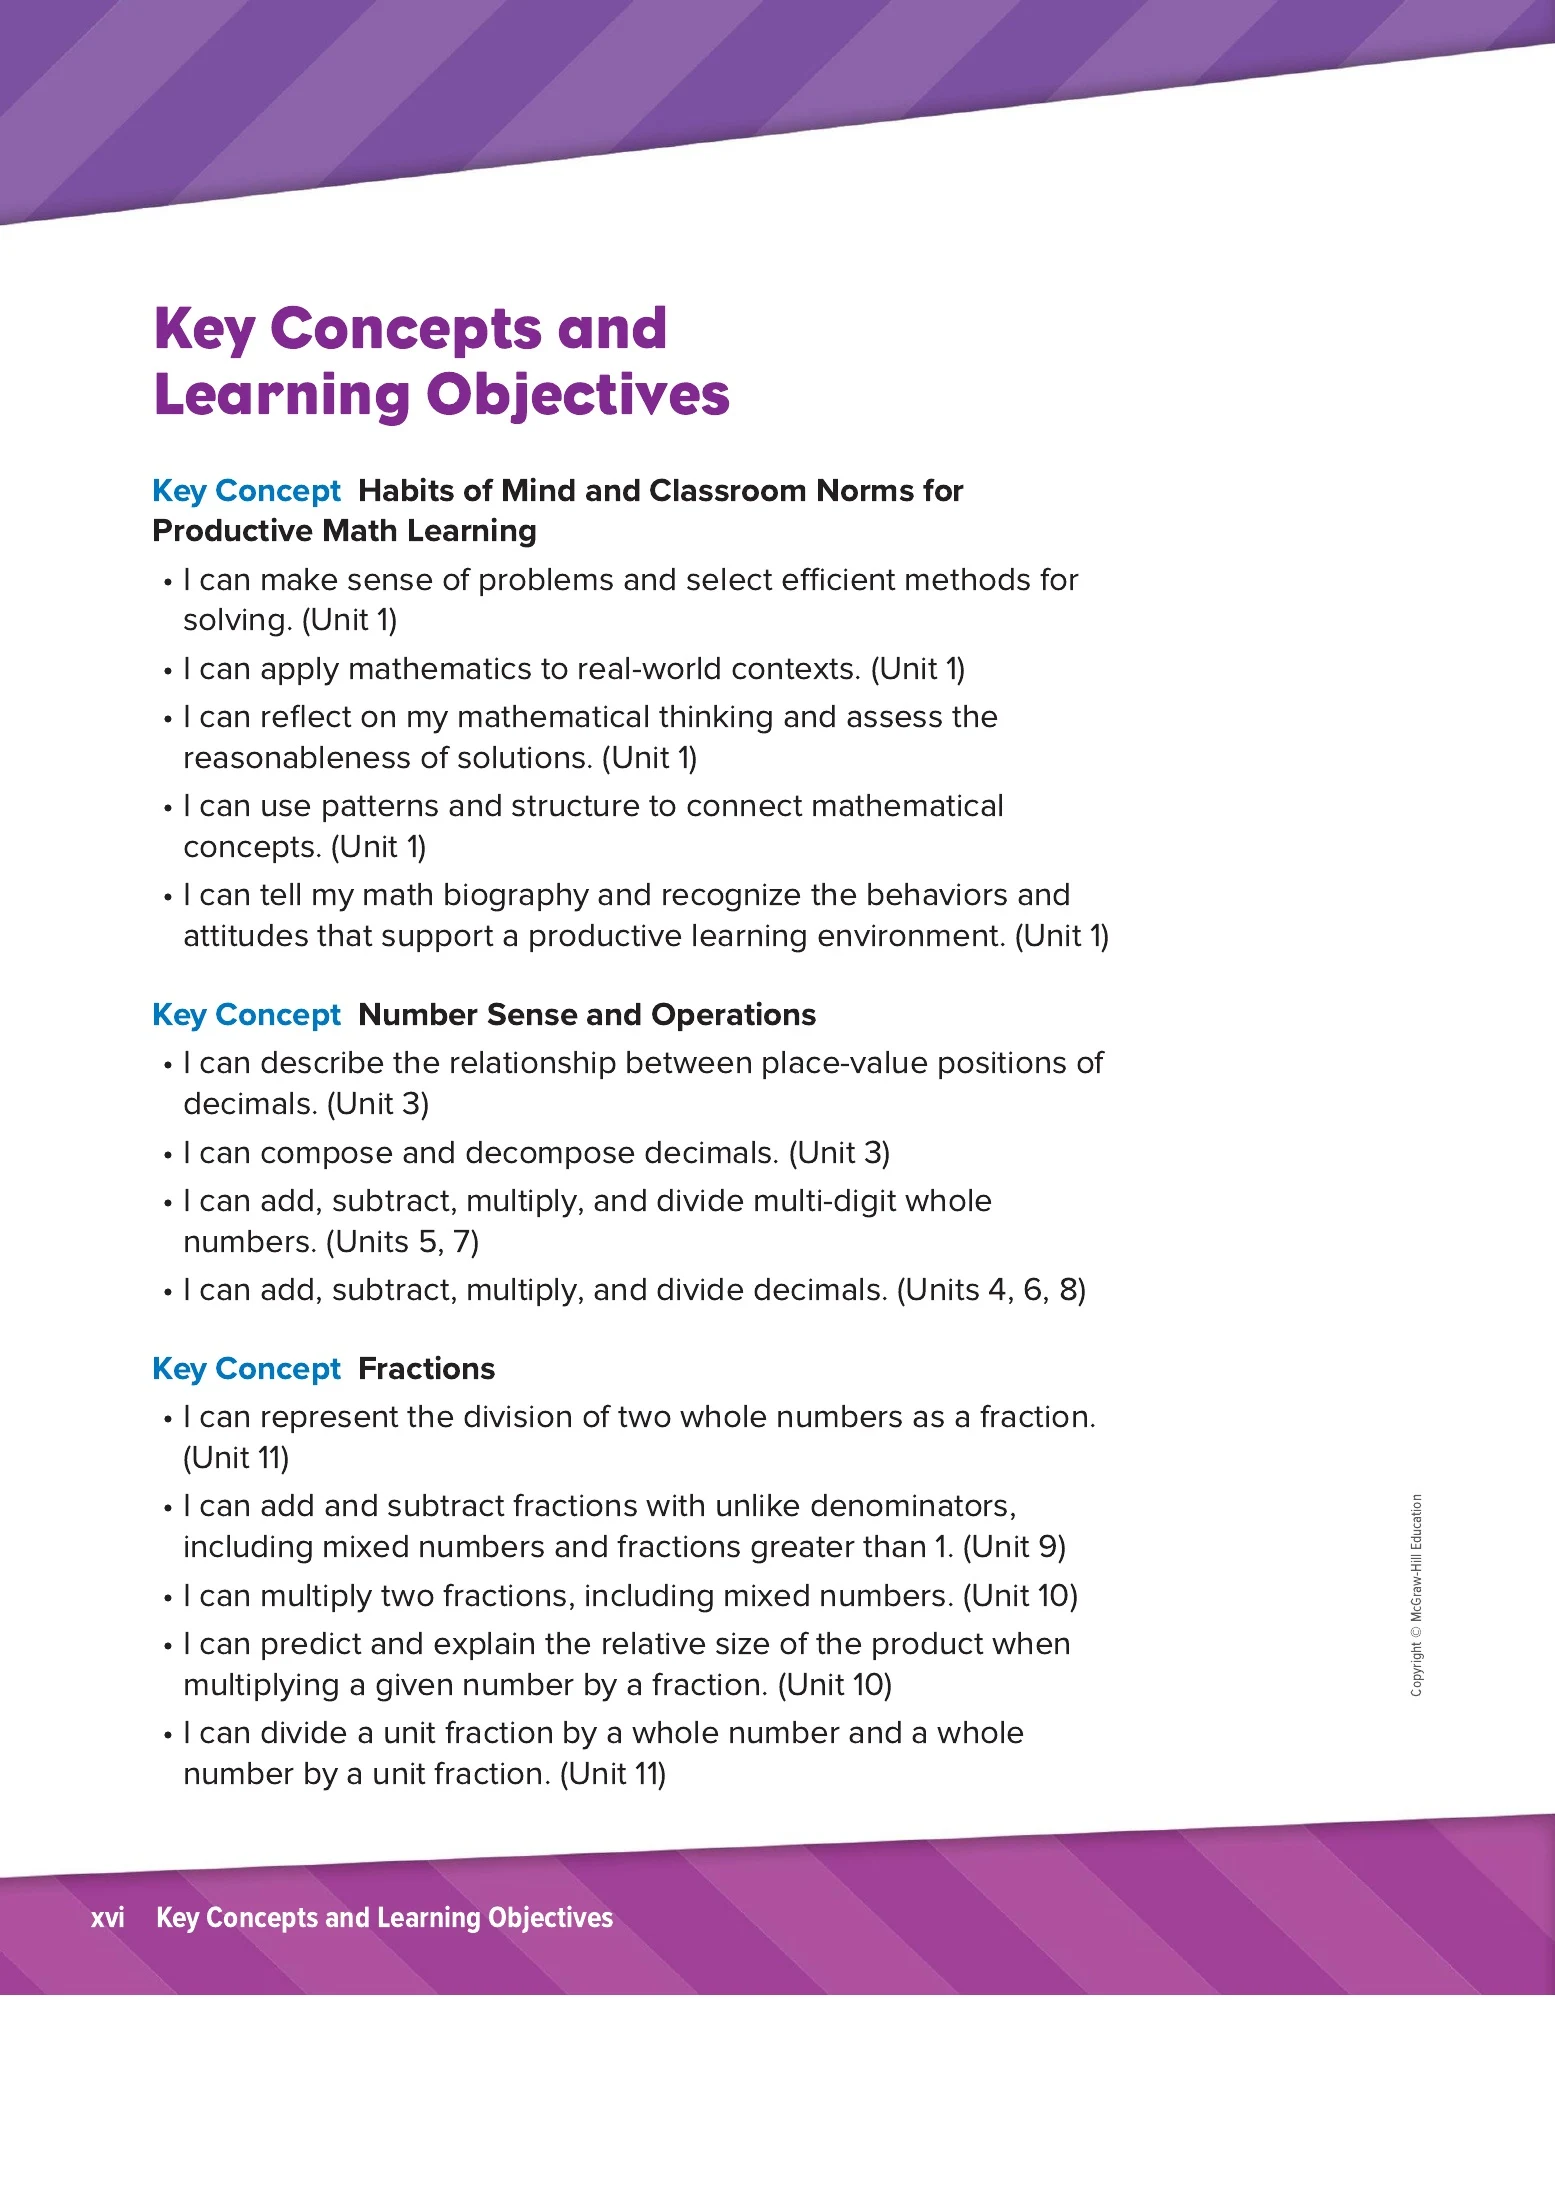 Key Concepts and
Learning Objectives
Key Concept Habits of Mind and Classroom Norms for
Productive Math Learning
• I can make sense of problems and select efficient methods for
solving. (Unit 1)
• I can apply mathematics to real-world contexts. (Unit 1)
• I can reflect on my mathematical thinking and assess the
reasonableness of solutions. (Unit 1)
• I can use patterns and structure to connect mathematical
concepts. (Unit 1)
• I can tell my math biography and recognize the behaviors and
attitudes that support a productive learning environment. (Unit 1)
Key Concept Number Sense and Operations
• I can describe the relationship between place-value positions of
decimals. (Unit 3)
• I can compose and decompose decimals. (Unit 3)
• I can add, subtract, multiply, and divide multi-digit whole
numbers. (Units 5, 7)
• I can add, subtract, multiply, and divide decimals. (Units 4, 6, 8)
Key Concept Fractions
• I can represent the division of two whole numbers as a fraction.
(Unit 11)
• I can add and subtract fractions with unlike denominators,
including mixed numbers and fractions greater than 1. (Unit 9)
• I can multiply two fractions, including mixed numbers. (Unit 10)
• I can predict and explain the relative size of the product when
multiplying a given number by a fraction. (Unit 10)
• I can divide a unit fraction by a whole number and a whole
number by a unit fraction. (Unit 11)
Copyright © McGraw-Hill Education
xvi Key Concepts and Learning Objectives